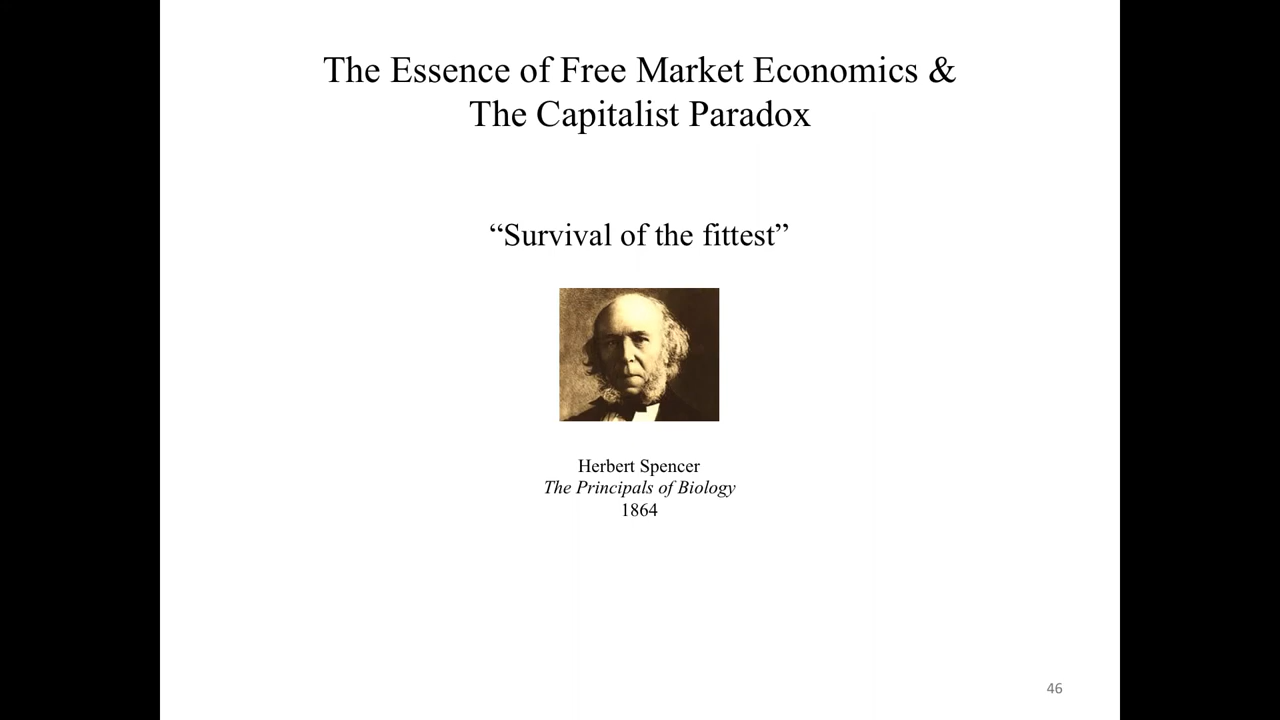 The Essence of Free Market Economics &
The Capitalist Paradox
“Survival of the fittest”
Herbert Spencer
The Principals of Biology
1864
46